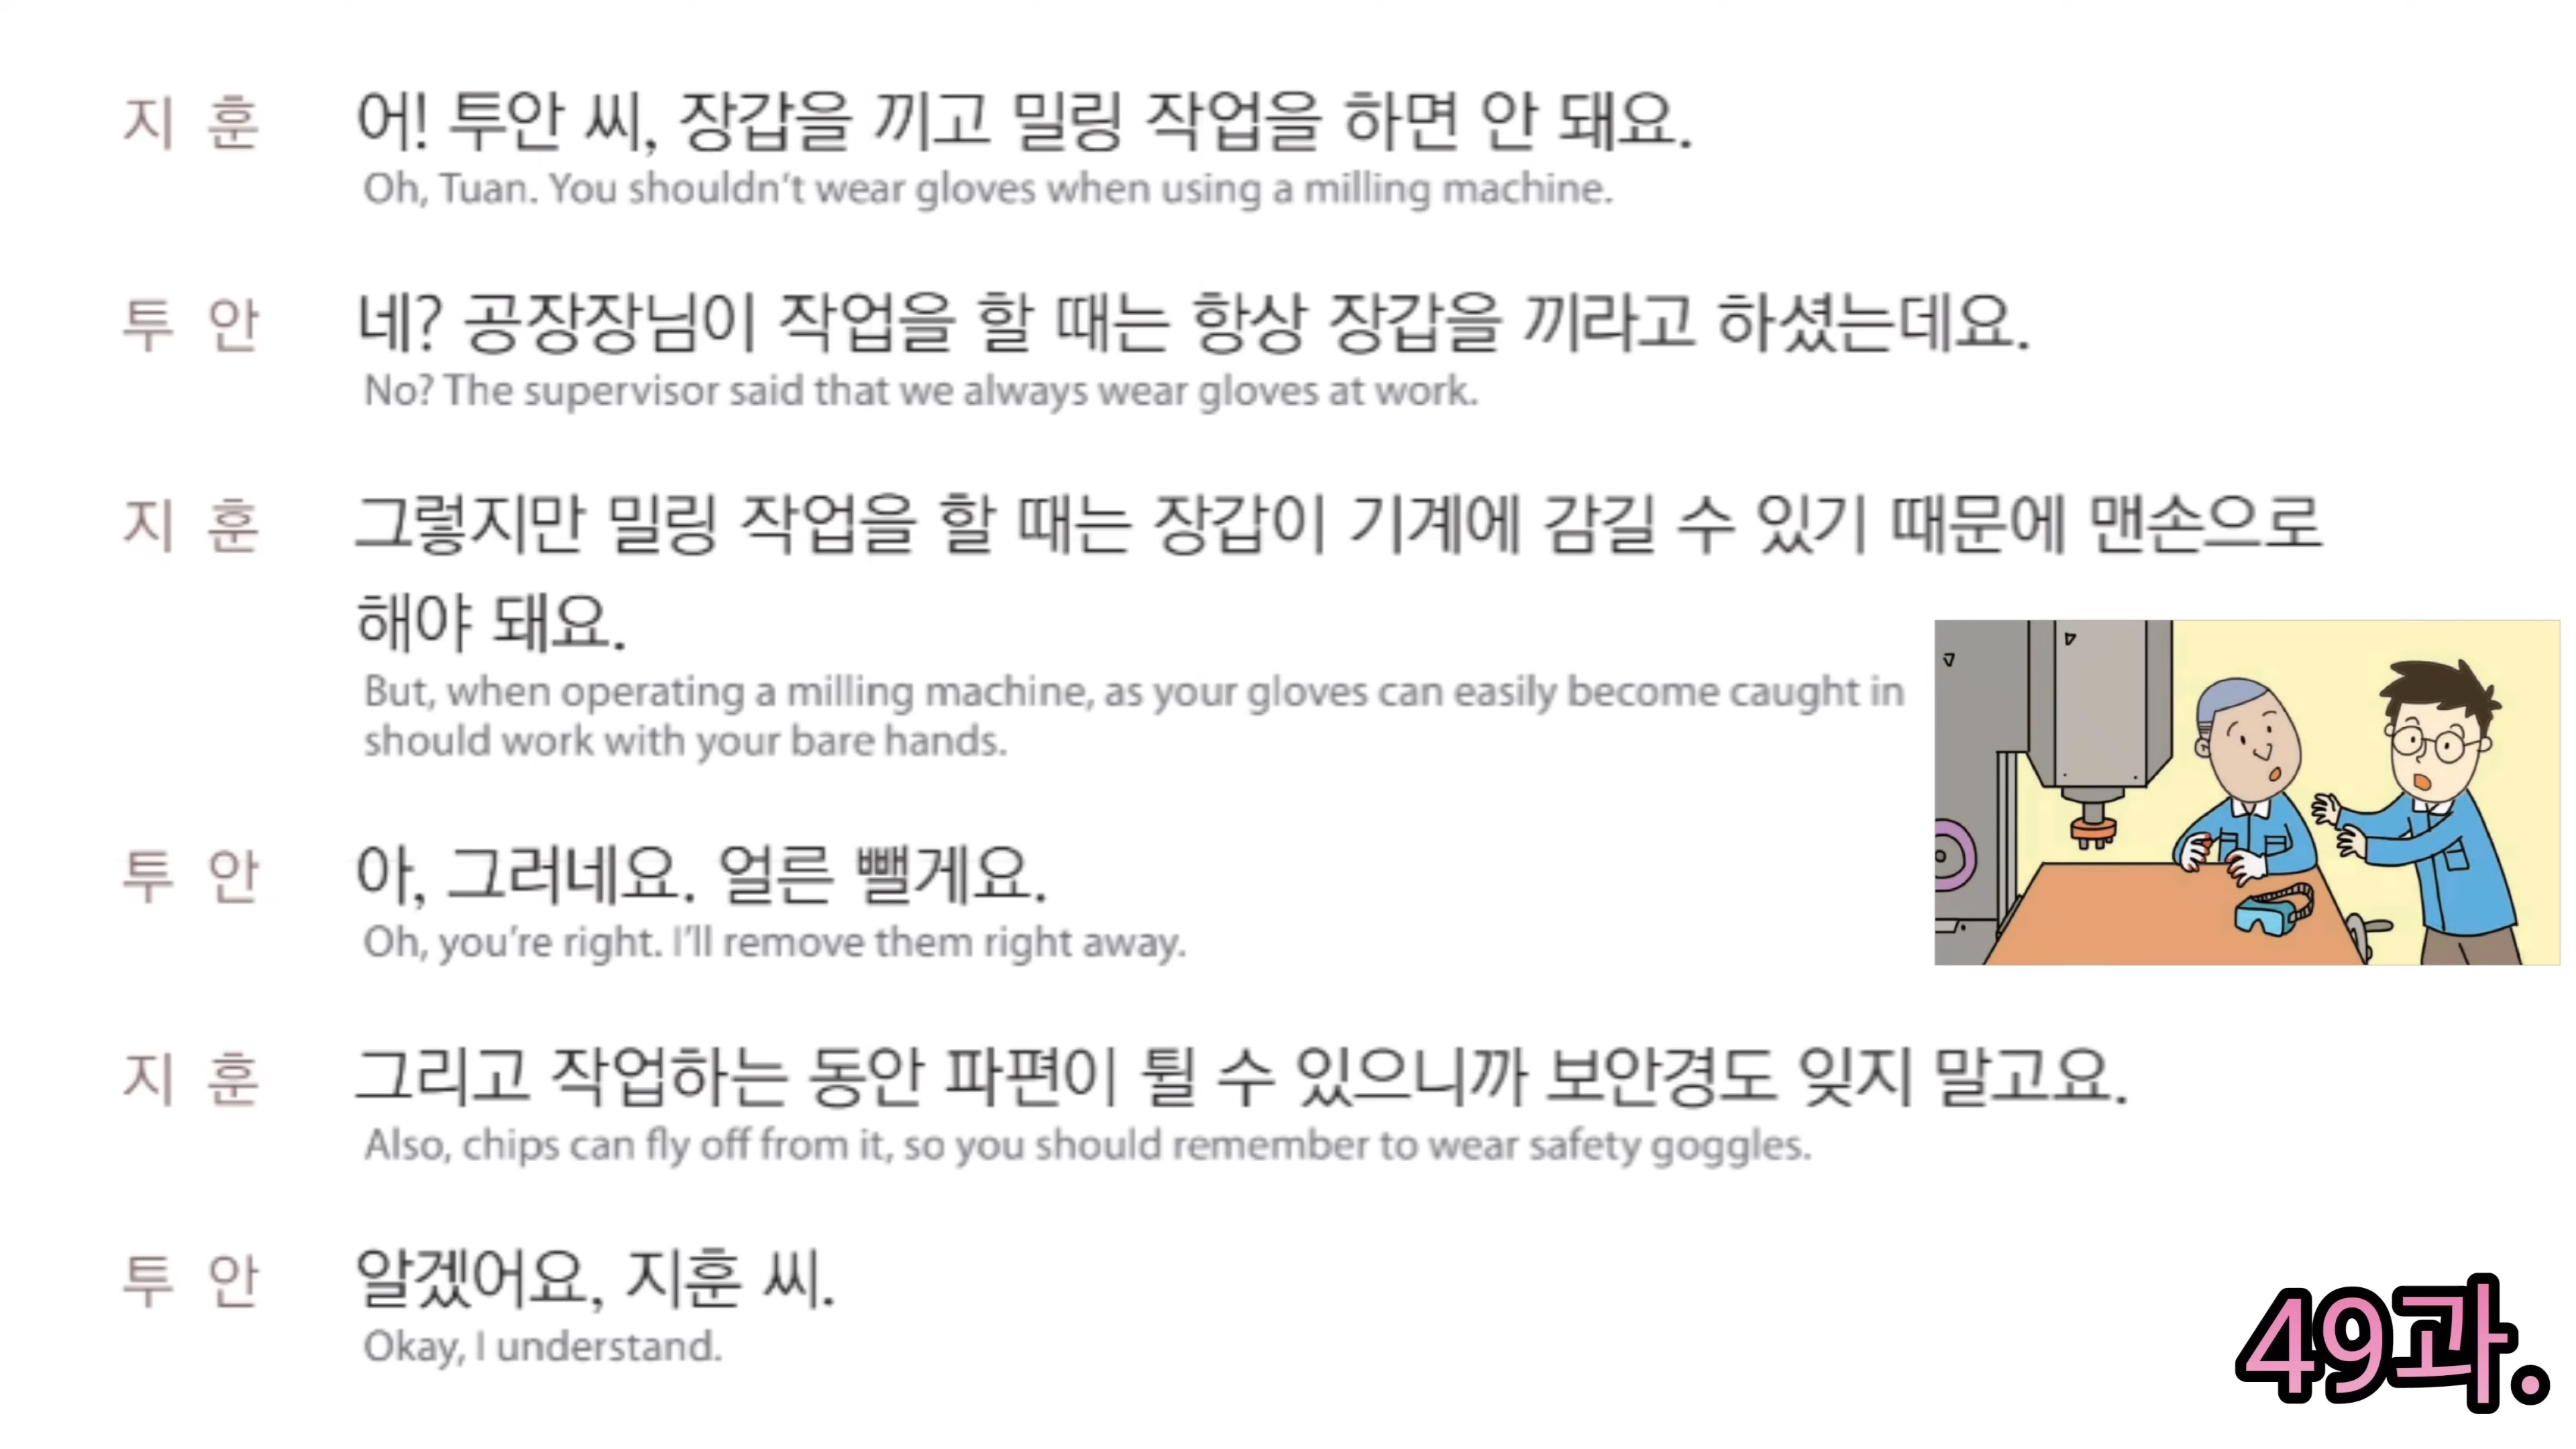 지 훈 어! 투안 씨, 장갑을 끼고 밀링 작업을 하면 안 돼요.
Oh, Tuan. You shouldn't wear gloves when using a milling machine.
투 안 네? 공장장님이 작업을 할 때는 항상 장갑을 끼라고 하셨는데요.
No? The supervisor said that we always wear gloves at work.
지 훈 그렇지만 밀링 작업을 할 때는 장갑이 기계에 감길 수 있기 때문에 맨손으로
해야 돼요.
But, when operating a milling machine, as your gloves can easily become caught in
should work with your bare hands.
투 안 아, 그러네요. 얼른 뺄게요.
Oh, you're right. I'll remove them right away.
지 훈 그리고 작업하는 동안 파편이 튈 수 있으니까 보안경도 잊지 말고요.
Also, chips can fly off from it, so you should remember to wear safety goggles.
투 안 알겠어요, 지훈 씨.
Okay, I understand.
49과.